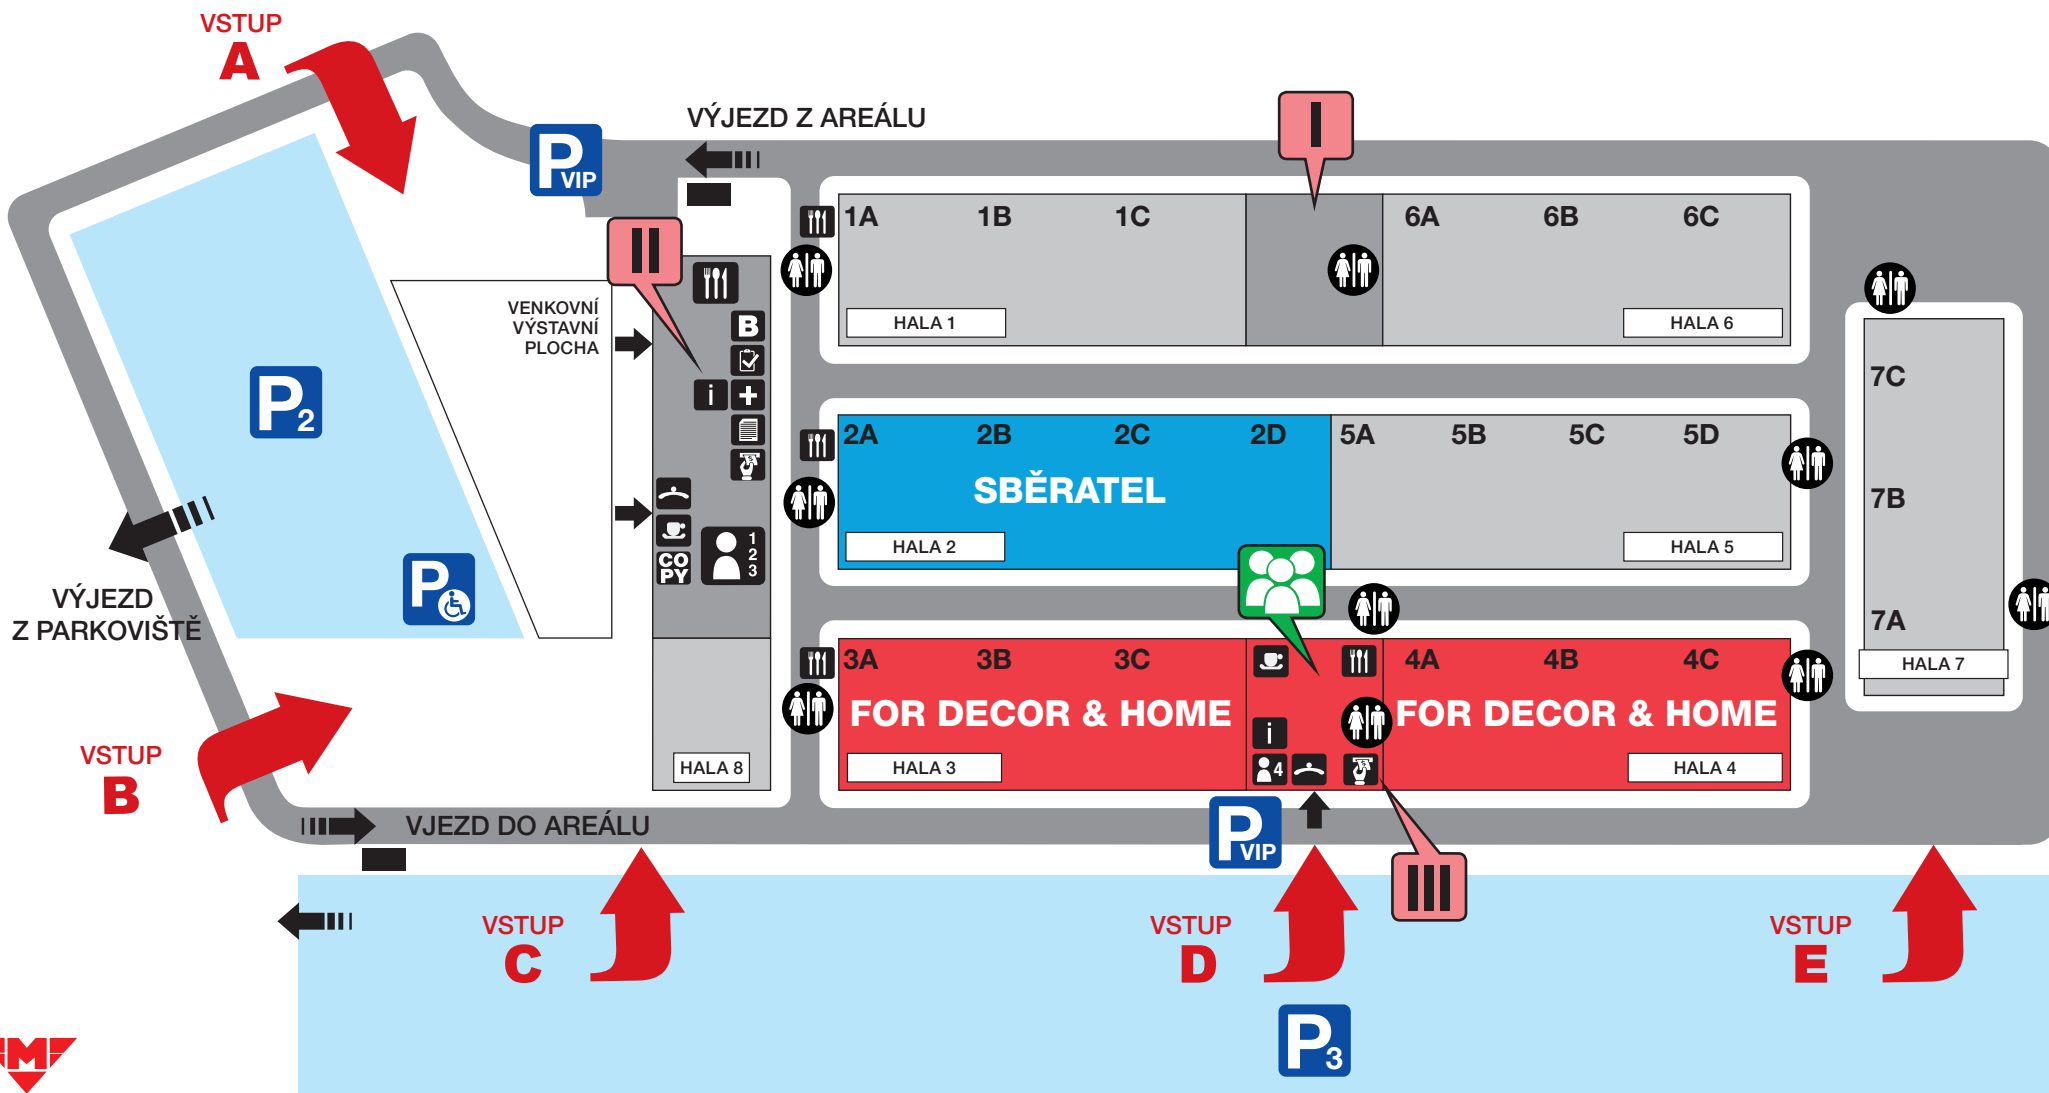 VSTUP
A
VÝJEZD Z AREÁLU
P
VIP
I
II
1A 1B 1C
6A 6B 6C
HALA 1
HALA 6
VENKOVNÍ
VÝSTAVNÍ
PLOCHA
B
i
P2
7C
7B
7A
HALA 7
2A 2B 2C 2D 5A 5B 5C 5D
SBĚRATEL
HALA 2
HALA 5
CO
PY
1
2
3
P
VÝJEZD
Z PARKOVIŠTĚ
3A 3B 3C
4A 4B 4C
FOR DECOR & HOME
FOR DECOR & HOME
i
4
HALA 3
HALA 4
HALA 8
VSTUP
B
VJEZD DO AREÁLU
P
VIP
III
VSTUP
C
VSTUP
D
VSTUP
E
P3
M